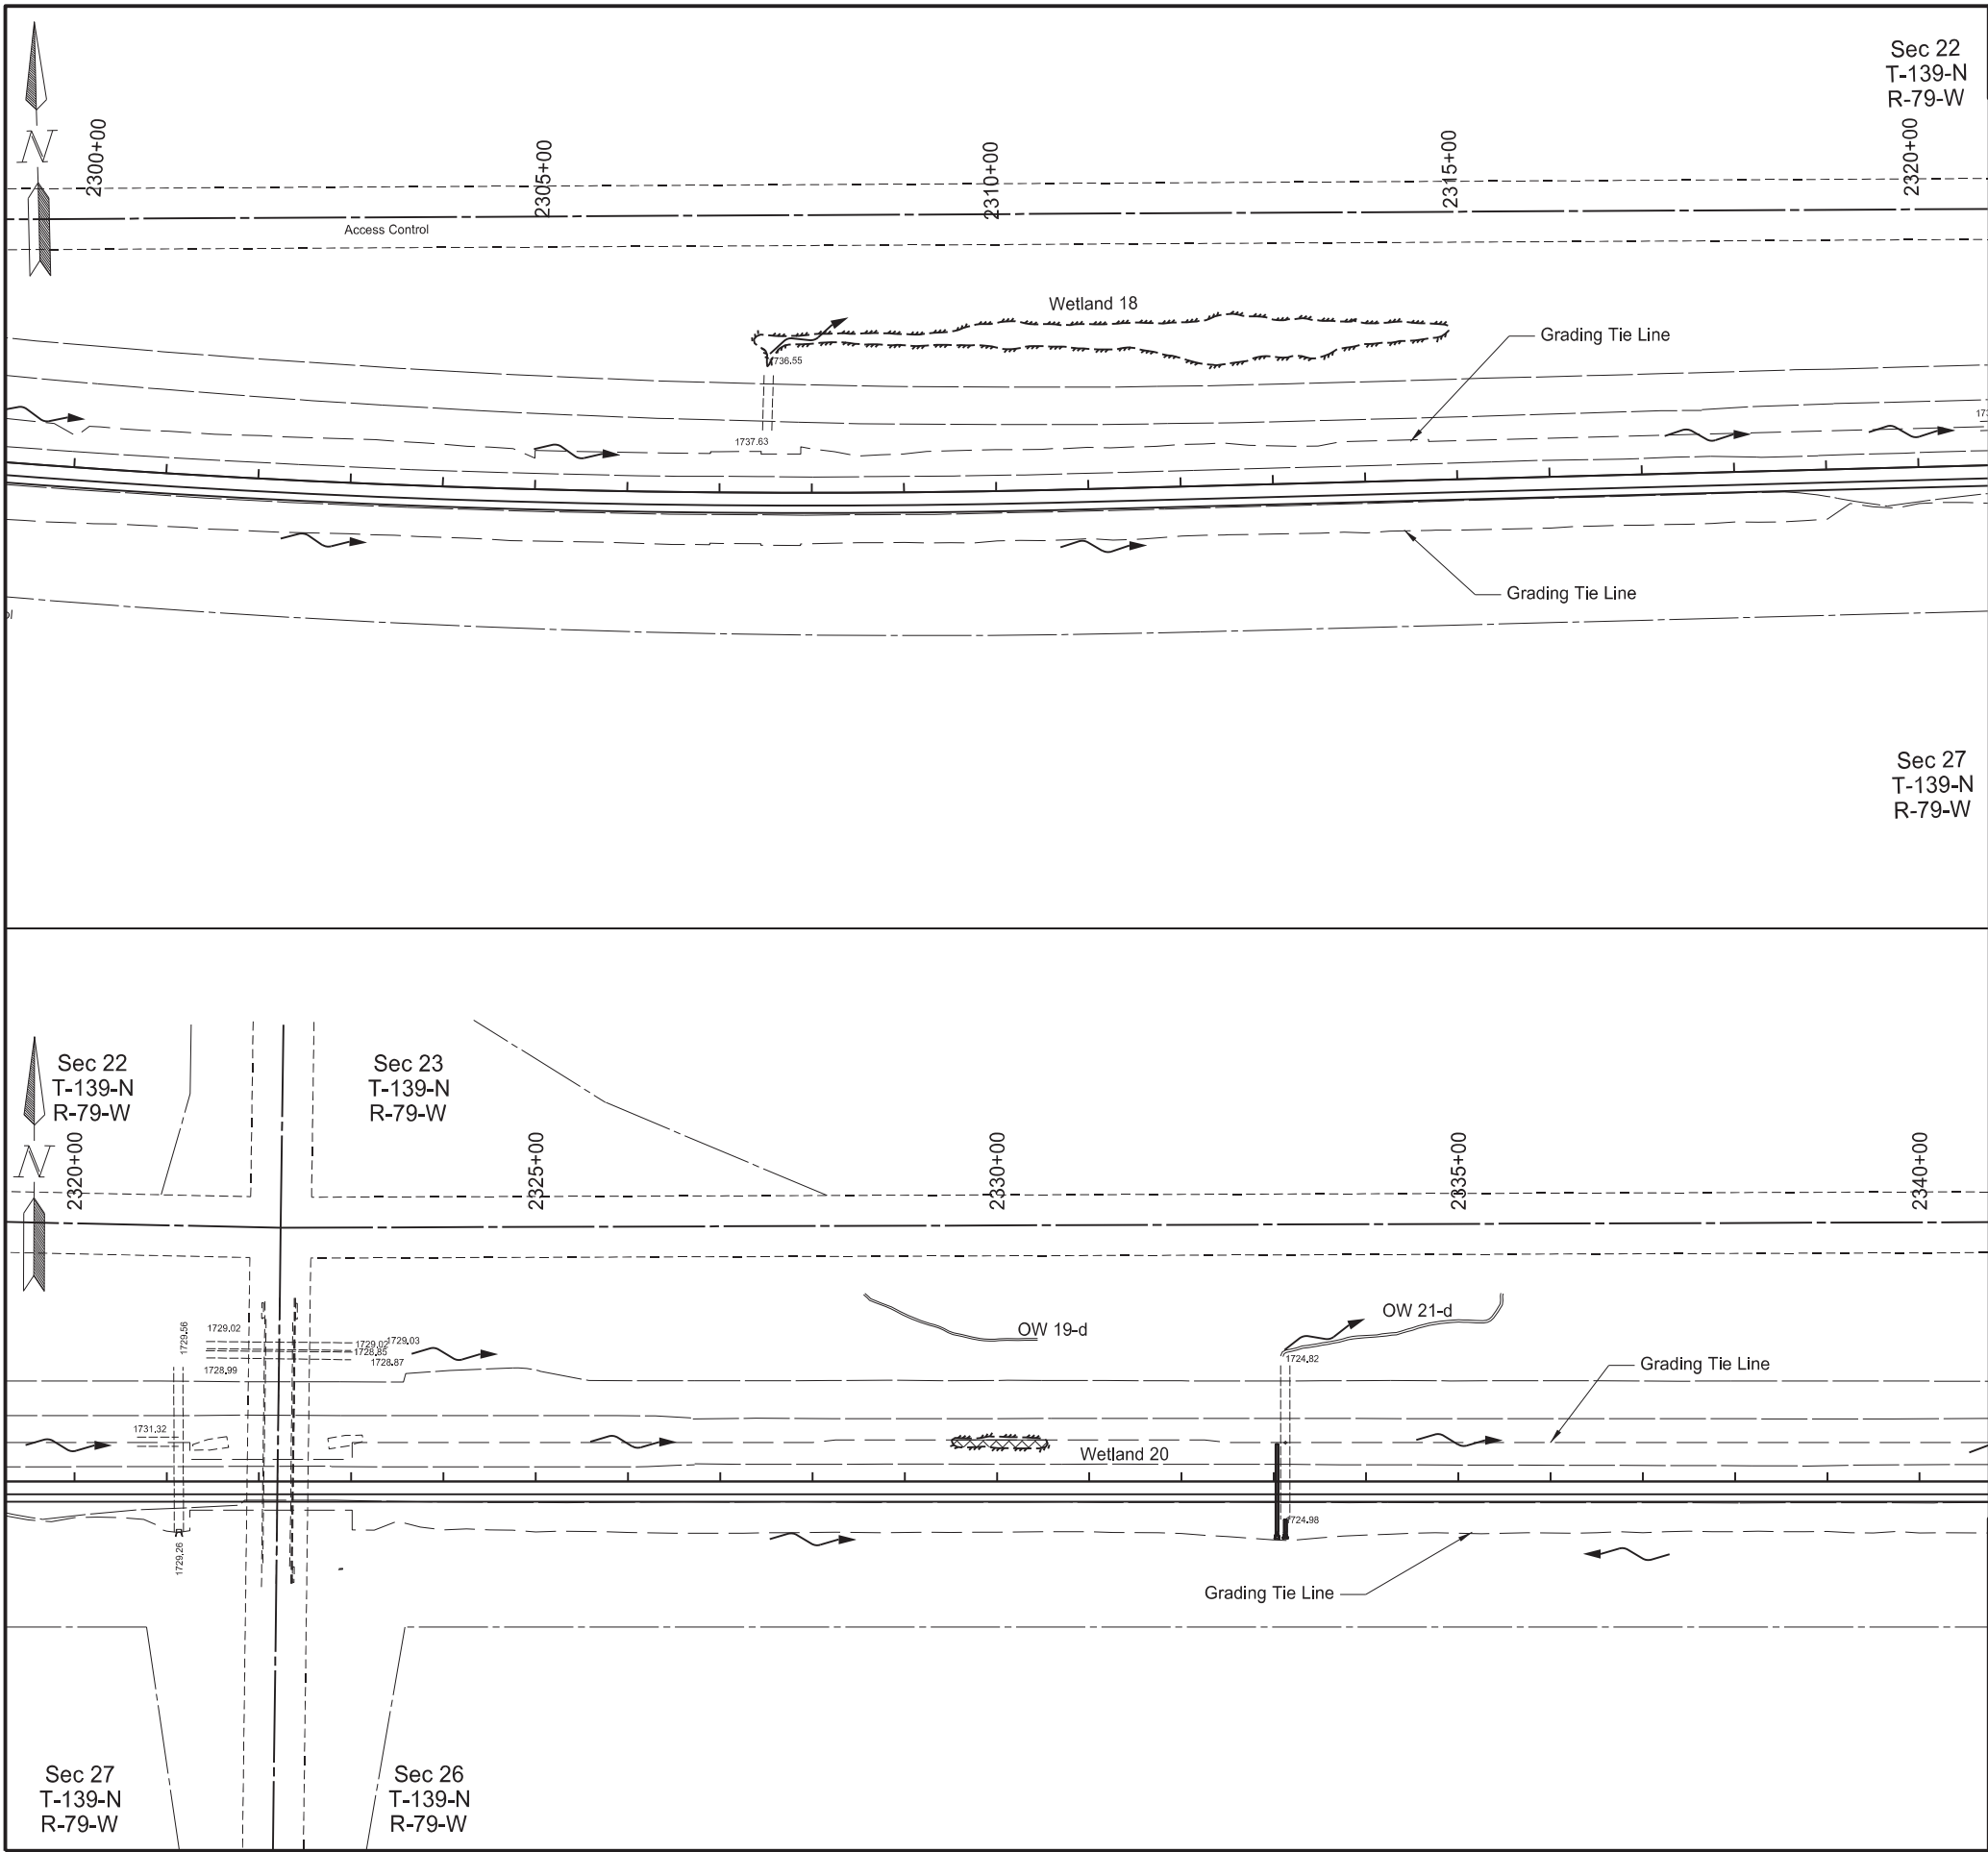 Sec 22
T-139-N
R-79-W
N
2300+00
2305+00
2310+00
2315+00
2320+00
Access Control
Wetland 18
Grading Tie Line
1736.55
1737.63
Grading Tie Line
Sec 27
T-139-N
R-79-W
Sec 22
T-139-N
R-79-W
Sec 23
T-139-N
R-79-W
N
2320+00
2325+00
2330+00
2335+00
2340+00
OW 19-d
OW 21-d
1729.56
1729.02
1729.02
1729.03
1728.85
1728.87
1728.99
1724.82
Grading Tie Line
1731.32
Wetland 20
1724.98
1729.26
Grading Tie Line
Sec 27
T-139-N
R-79-W
Sec 26
T-139-N
R-79-W